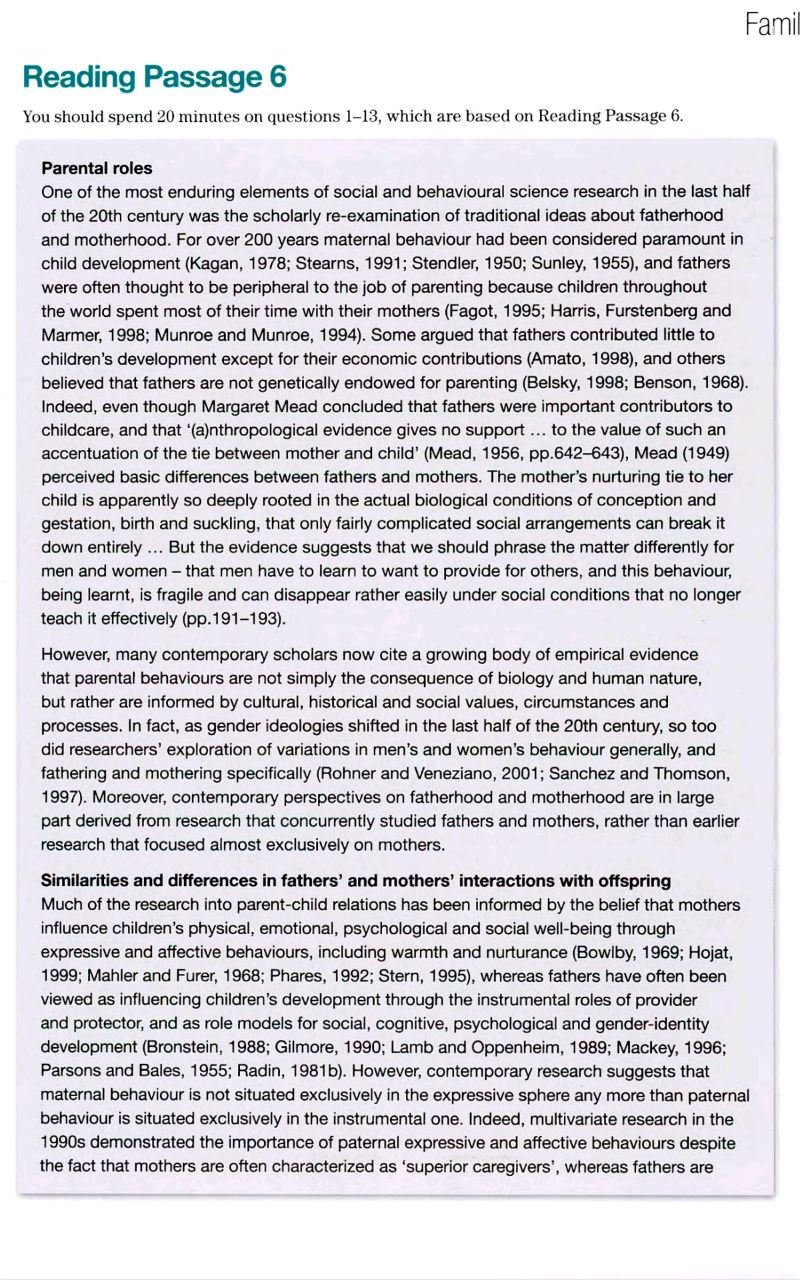 Famil
Reading Passage 6
You should spend 20 minutes on questions 1–13, which are based on Reading Passage 6.
Parental roles
One of the most enduring elements of social and behavioural science research in the last half
of the 20th century was the scholarly re-examination of traditional ideas about fatherhood
and motherhood. For over 200 years maternal behaviour had been considered paramount in
child development (Kagan, 1978; Stearns, 1991; Stendler, 1950; Sunley, 1955), and fathers
were often thought to be peripheral to the job of parenting because children throughout
the world spent most of their time with their mothers (Fagot, 1995; Harris, Furstenberg and
Marmer, 1998; Munroe and Munroe, 1994). Some argued that fathers contributed little to
children's development except for their economic contributions (Amato, 1998), and others
believed that fathers are not genetically endowed for parenting (Belsky, 1998; Benson, 1968).
Indeed, even though Margaret Mead concluded that fathers were important contributors to
childcare, and that '(a)nthropological evidence gives no support … to the value of such an
accentuation of the tie between mother and child' (Mead, 1956, pp.642–643), Mead (1949)
perceived basic differences between fathers and mothers. The mother's nurturing tie to her
child is apparently so deeply rooted in the actual biological conditions of conception and
gestation, birth and suckling, that only fairly complicated social arrangements can break it
down entirely … But the evidence suggests that we should phrase the matter differently for
men and women – that men have to learn to want to provide for others, and this behaviour,
being learnt, is fragile and can disappear rather easily under social conditions that no longer
teach it effectively (pp.191–193).
However, many contemporary scholars now cite a growing body of empirical evidence
that parental behaviours are not simply the consequence of biology and human nature,
but rather are informed by cultural, historical and social values, circumstances and
processes. In fact, as gender ideologies shifted in the last half of the 20th century, so too
did researchers' exploration of variations in men's and women's behaviour generally, and
fathering and mothering specifically (Rohner and Veneziano, 2001; Sanchez and Thomson,
1997). Moreover, contemporary perspectives on fatherhood and motherhood are in large
part derived from research that concurrently studied fathers and mothers, rather than earlier
research that focused almost exclusively on mothers.
Similarities and differences in fathers' and mothers' interactions with offspring
Much of the research into parent-child relations has been informed by the belief that mothers
influence children's physical, emotional, psychological and social well-being through
expressive and affective behaviours, including warmth and nurturance (Bowlby, 1969; Hojat,
1999; Mahler and Furer, 1968; Phares, 1992; Stern, 1995), whereas fathers have often been
viewed as influencing children's development through the instrumental roles of provider
and protector, and as role models for social, cognitive, psychological and gender-identity
development (Bronstein, 1988; Gilmore, 1990; Lamb and Oppenheim, 1989; Mackey, 1996;
Parsons and Bales, 1955; Radin, 1981b). However, contemporary research suggests that
maternal behaviour is not situated exclusively in the expressive sphere any more than paternal
behaviour is situated exclusively in the instrumental one. Indeed, multivariate research in the
1990s demonstrated the importance of paternal expressive and affective behaviours despite
the fact that mothers are often characterized as 'superior caregivers', whereas fathers are